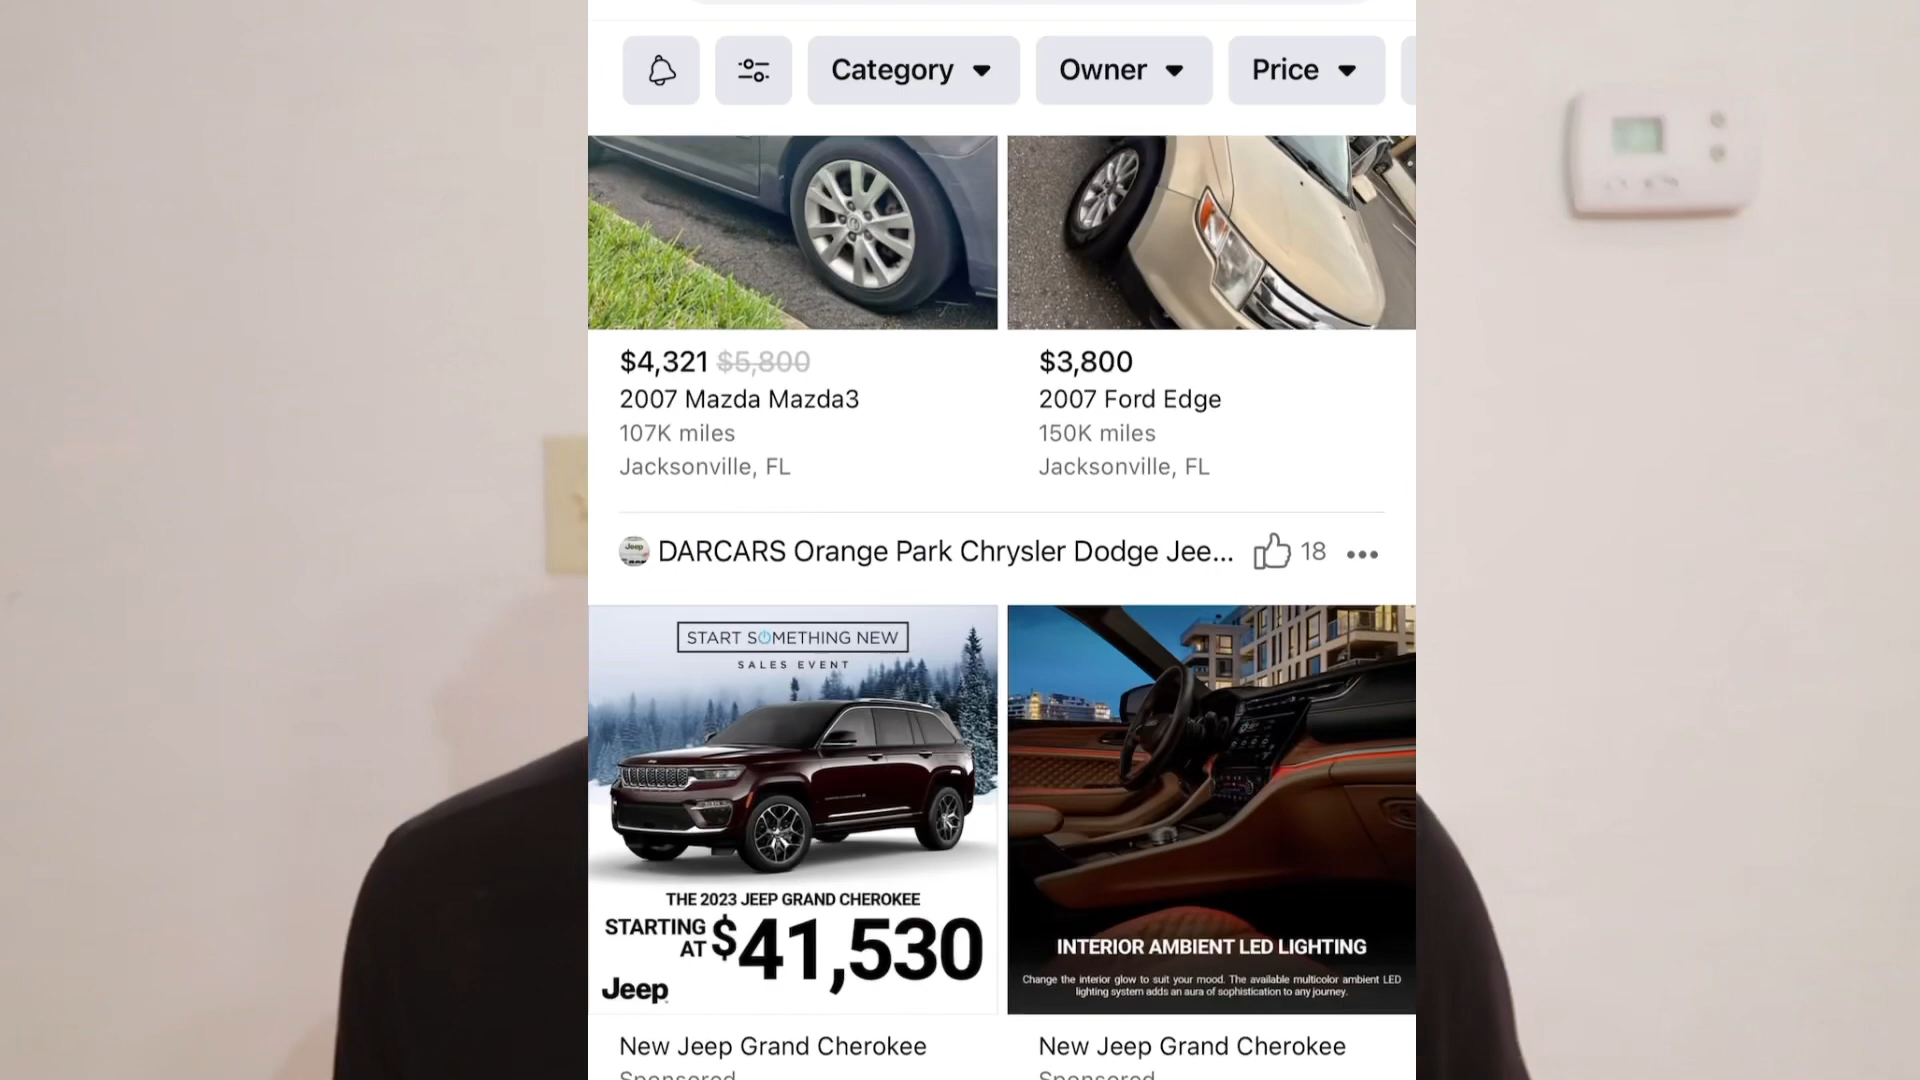 Category
Owner
Price
$4,321 $5,800
2007 Mazda Mazda3
107K miles
Jacksonville, FL
$3,800
2007 Ford Edge
150K miles
Jacksonville, FL
DARCARS Orange Park Chrysler Dodge Jee...
18
START SOMETHING NEW
SALES EVENT
THE 2023 JEEP GRAND CHEROKEE
STARTING
AT $41,530
Jeep
INTERIOR AMBIENT LED LIGHTING
Change the interior glow to suit your mood. The available multicolor ambient LED
lighting system adds an aura of sophistication to any journey.
New Jeep Grand Cherokee
Sponsored
New Jeep Grand Cherokee
Sponsored